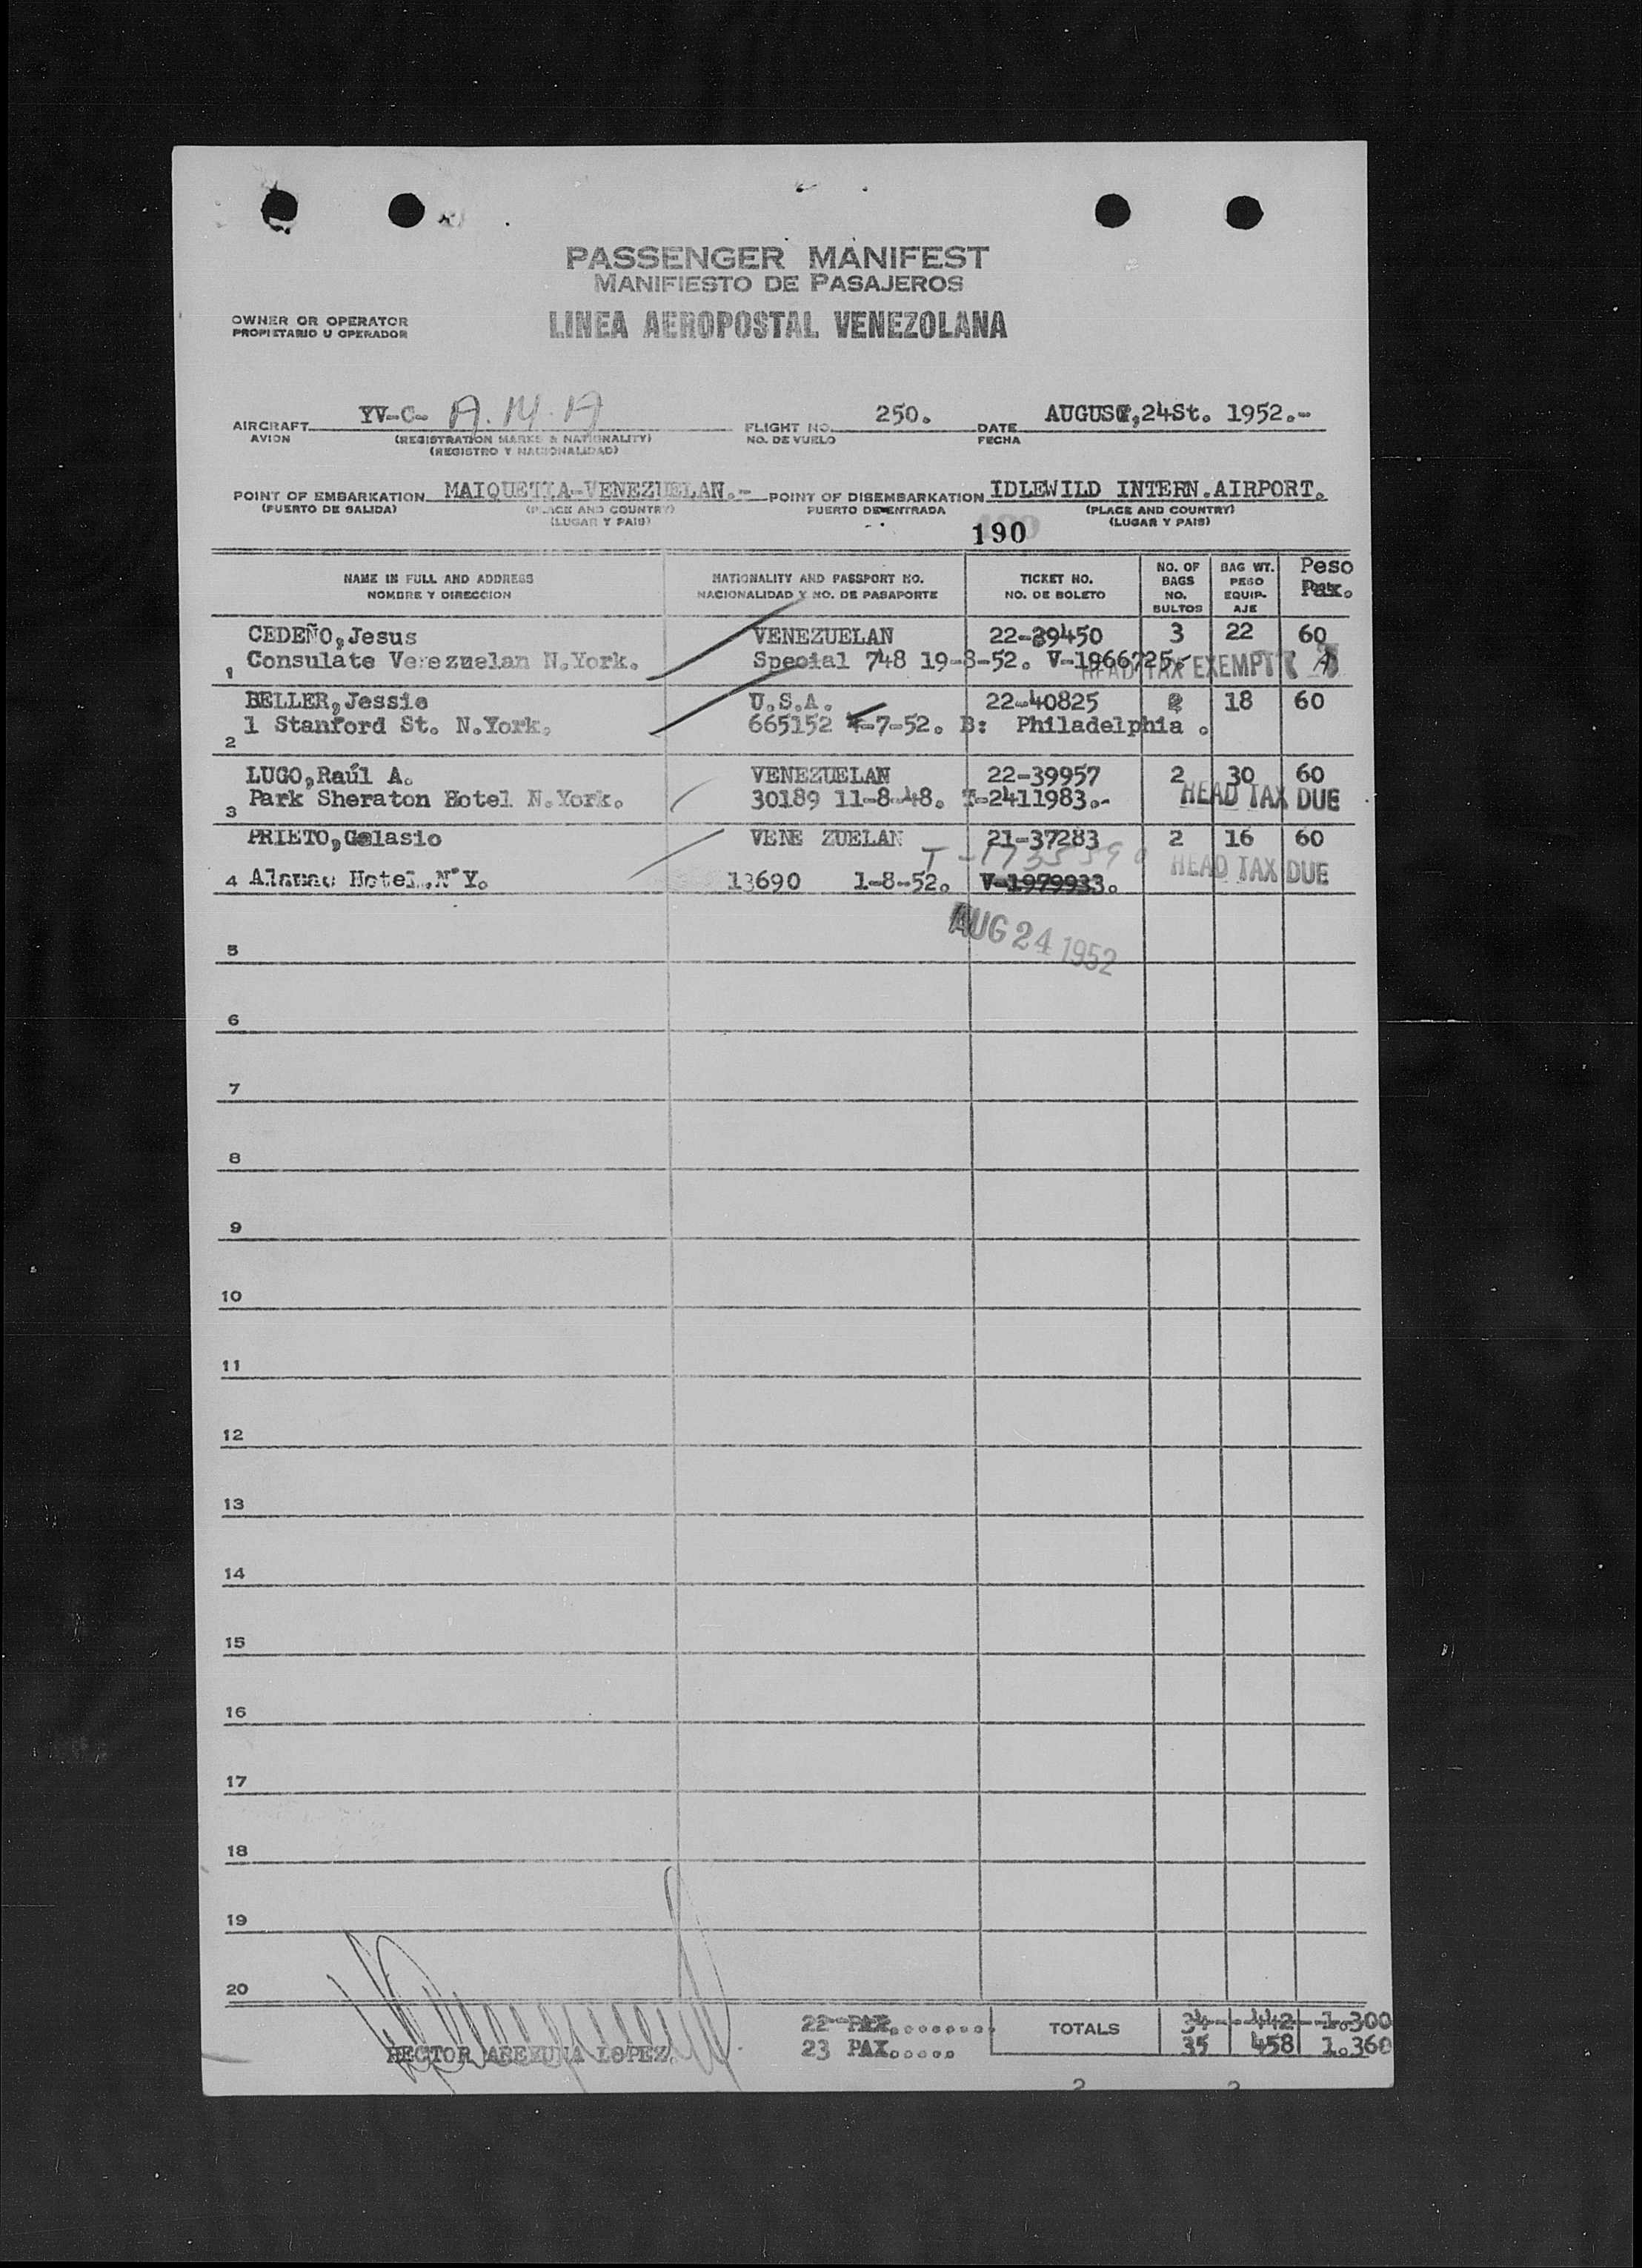 PASSENGER MANIFEST
MANIFIESTO DE PASAJEROS
OWNER OR OPERATOR
PROPIETARIO U OPERADOR
LINEA AEROPOSTAL VENEZOLANA
AIRCRAFT YV-C- A.M.A FLIGHT NO. 250. DATE AUGUST,24St. 1952.-
AVION (REGISTRATION MARKS & NATIONALITY) NO. DE VUELO FECHA
(REGISTRO Y NACIONALIDAD)
POINT OF EMBARKATION MAIQUETIA-VENEZUELAN.- POINT OF DISEMBARKATION IDLEWILD INTERN.AIRPORT.
(PUERTO DE SALIDA) (PLACE AND COUNTRY) PUERTO DE ENTRADA (PLACE AND COUNTRY)
(LUGAR Y PAIS) (LUGAR Y PAIS)
190
NAME IN FULL AND ADDRESS NATIONALITY AND PASSPORT NO. TICKET NO. NO. OF BAGS BAG WT. Peso
NOMBRE Y DIRECCION NACIONALIDAD Y NO. DE PASAPORTE NO. DE BOLETO NO. BULTOS PESO EQUIP-AJE Pax.
CEDEÑO,Jesus VENEZUELAN 22-39450 3 22 60
1 Consulate Venezuelan N.York. Special 748 19-8-52. V-1966725.- HEAD TAX EXEMPT
BELLER,Jessie U.S.A. 22-40825 2 18 60
2 1 Stanford St. N.York. 665152 -7-52. B: Philadelphia .
LUGO,Raúl A. VENEZUELAN 22-39957 2 30 60
3 Park Sheraton Hotel N.York. 30189 11-8-48. T-2411983.- HEAD TAX DUE
PRIETO,Gelasio VENE ZUELAN 21-37283 2 16 60
4 Alamac Hotel.N Y. 13690 1-8-52. V-1979933. HEAD TAX DUE
AUG 24 1952
5
6
7
8
9
10
11
12
13
14
15
16
17
18
19
20
22 PAX........ TOTALS 34 442 1.300
HECTOR LOPEZ. 23 PAX..... 35 458 1.360